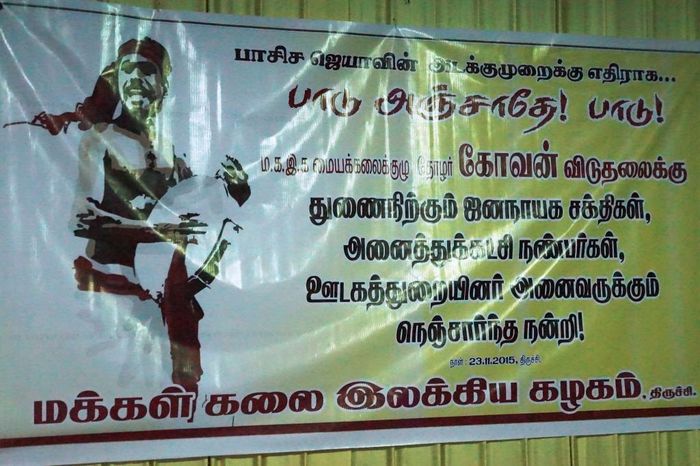 பாசிச ஜெயாவின் அடக்குமுறைக்கு எதிராக...
பாடு அஞ்சாதே! பாடு!
ம.க.இ.க மையக்கலைக்குழு தோழர் கோவன் விடுதலைக்கு
துணைநிற்கும் ஜனநாயக சக்திகள்,
அனைத்துக்கட்சி நண்பர்கள்,
ஊடகத்துறையினர் அனைவருக்கும்
நெஞ்சார்ந்த நன்றி!
நாள் : 23.11.2015, திருச்சி.
மக்கள் கலை இலக்கிய கழகம், திருச்சி.